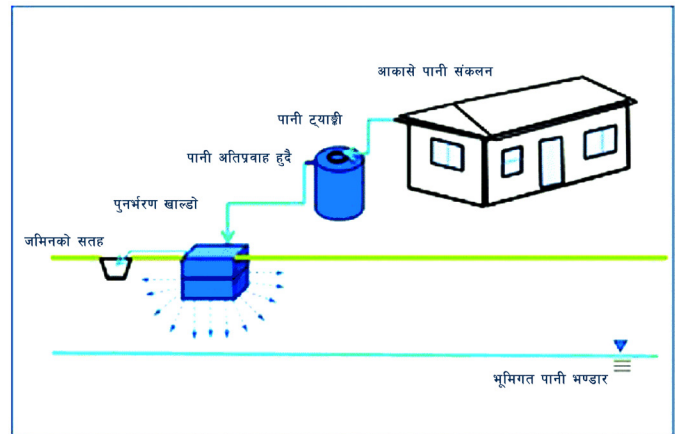 आकासे पानी संकलन
पानी ट्याङ्की
पानी अतिप्रवाह हुदै
पुनर्भरण खाल्डो
जमिनको सतह
भूमिगत पानी भण्डार